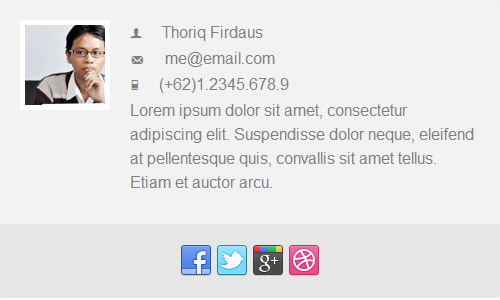 Thoriq Firdaus
me@email.com
(+62)1.2345.678.9
Lorem ipsum dolor sit amet, consectetur
adipiscing elit. Suspendisse dolor neque, eleifend
at pellentesque quis, convallis sit amet tellus.
Etiam et auctor arcu.
f
g+